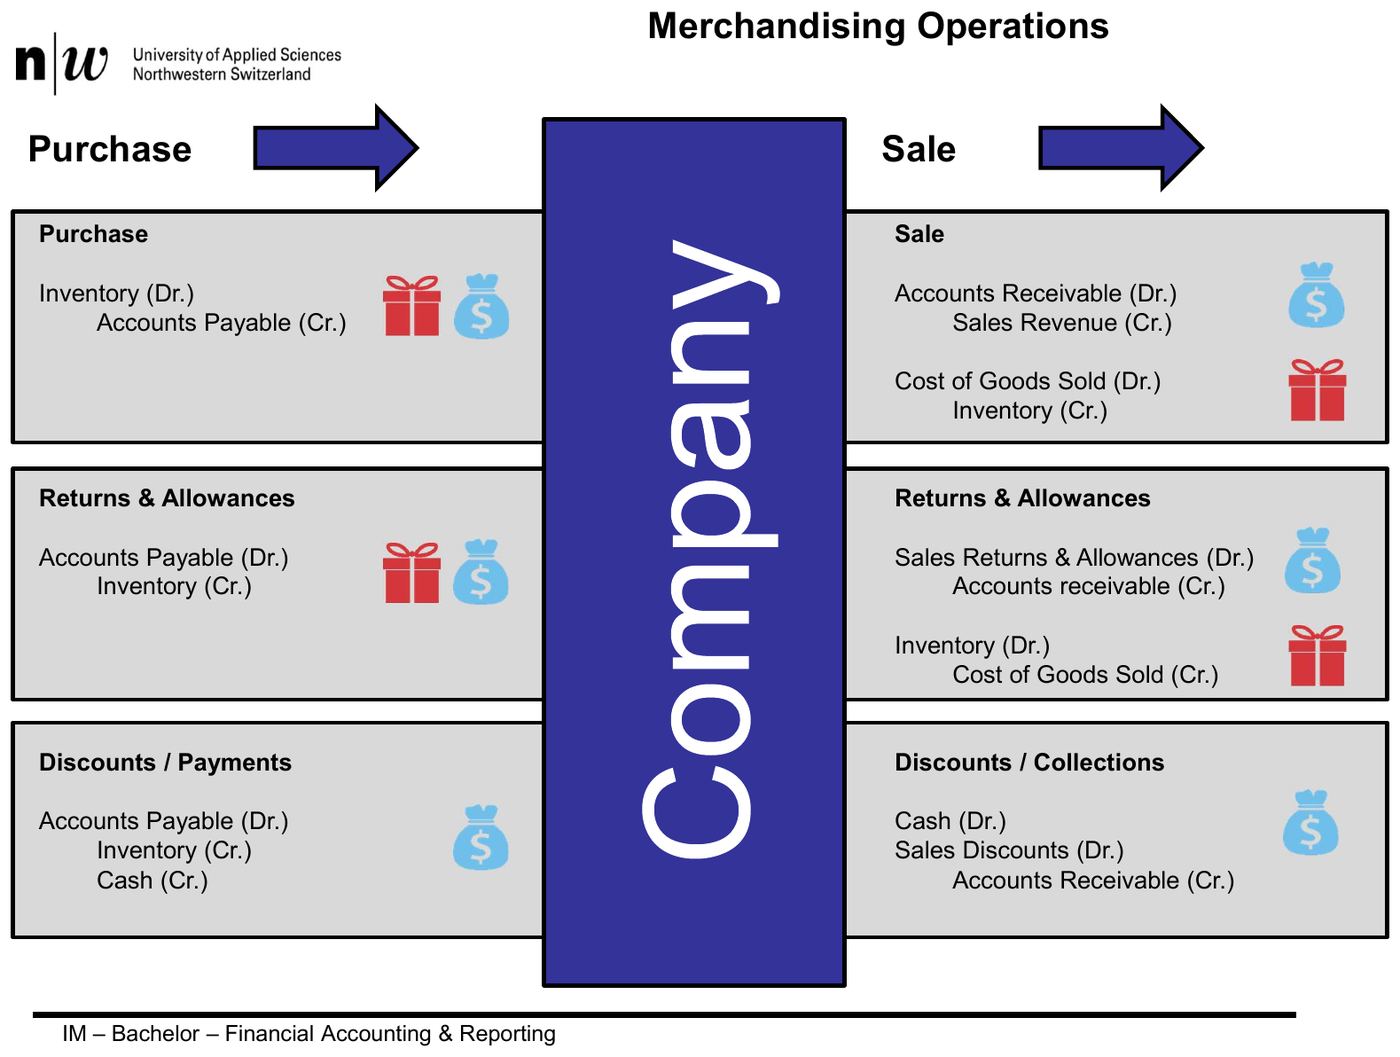 Merchandising Operations
n|w University of Applied Sciences
Northwestern Switzerland
Purchase
Purchase
Inventory (Dr.)
Accounts Payable (Cr.)
$
Returns & Allowances
Accounts Payable (Dr.)
Inventory (Cr.)
$
Discounts / Payments
Accounts Payable (Dr.)
Inventory (Cr.)
Cash (Cr.)
$
Company
Sale
Sale
Accounts Receivable (Dr.)
Sales Revenue (Cr.)
$
Cost of Goods Sold (Dr.)
Inventory (Cr.)
Returns & Allowances
Sales Returns & Allowances (Dr.)
Accounts receivable (Cr.)
$
Inventory (Dr.)
Cost of Goods Sold (Cr.)
Discounts / Collections
Cash (Dr.)
Sales Discounts (Dr.)
Accounts Receivable (Cr.)
$
IM – Bachelor – Financial Accounting & Reporting